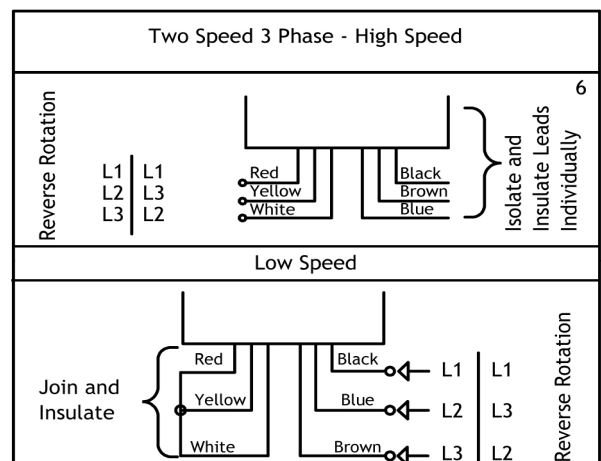 Two Speed 3 Phase - High Speed
6
Reverse Rotation
L1 L1
L2 L3
L3 L2
Red
Yellow
White
Black
Brown
Blue
Isolate and
Insulate Leads
Individually
Low Speed
Join and
Insulate
Red
Yellow
White
Black
Blue
Brown
L1 L1
L2 L3
L3 L2
Reverse Rotation